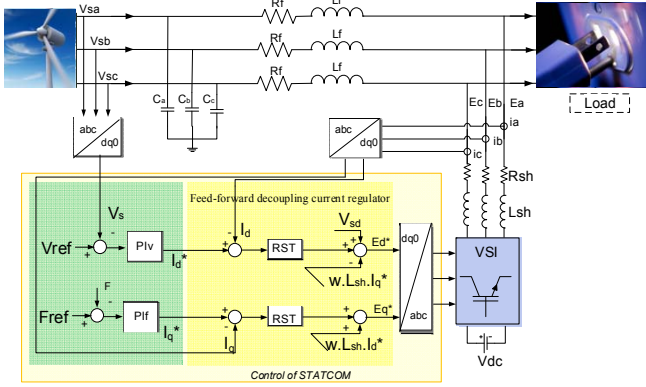 Vsa Rf Lf
Vsb Rf Lf
Vsc Rf Lf
Ca Cb Cc
Ec Eb Ea
Load
ia
ib
ic
abc
dq0
abc
dq0
Rsh
Lsh
Feed-forward decoupling current regulator
Vs
Vsd
Vref + - PIv Id* + - Id RST + + - Ed*
w.Lsh.Iq*
dq0
abc
VSI
F
Fref + - PIf Iq* + + Iq RST + + Eq*
w.Lsh.Id*
+ -
Vdc
Control of STATCOM